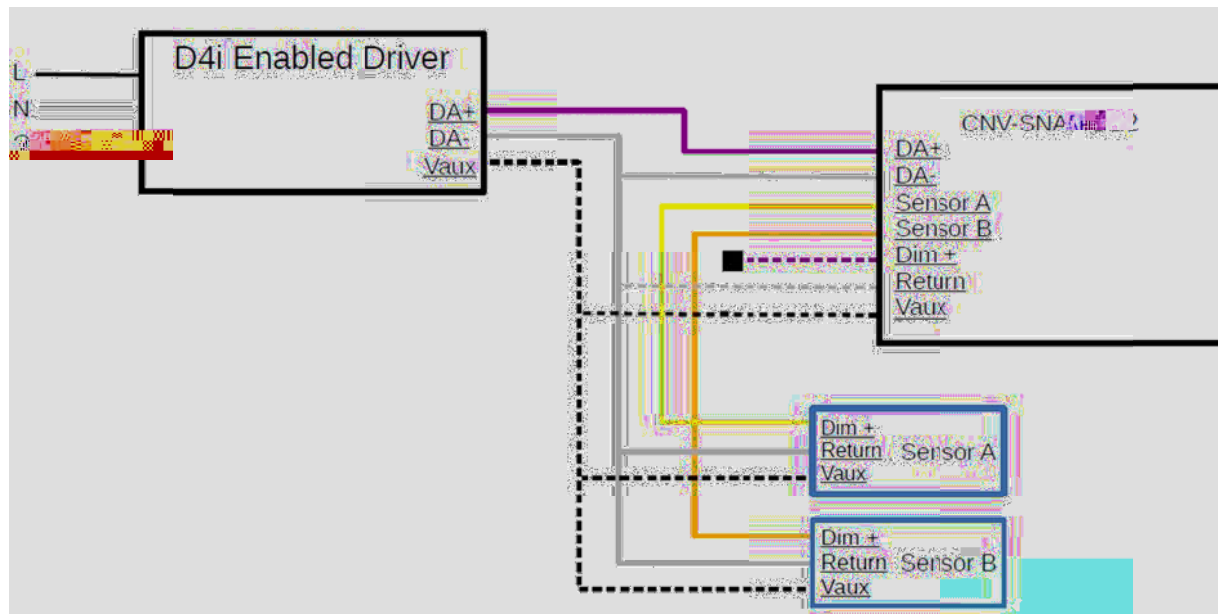 D4i Enabled Driver
L
N
DA+
DA-
Vaux
DA+
DA-
Sensor A
Sensor B
Dim +
Return
Vaux
Dim +
Return
Vaux
Sensor A
Dim +
Return
Vaux
Sensor B